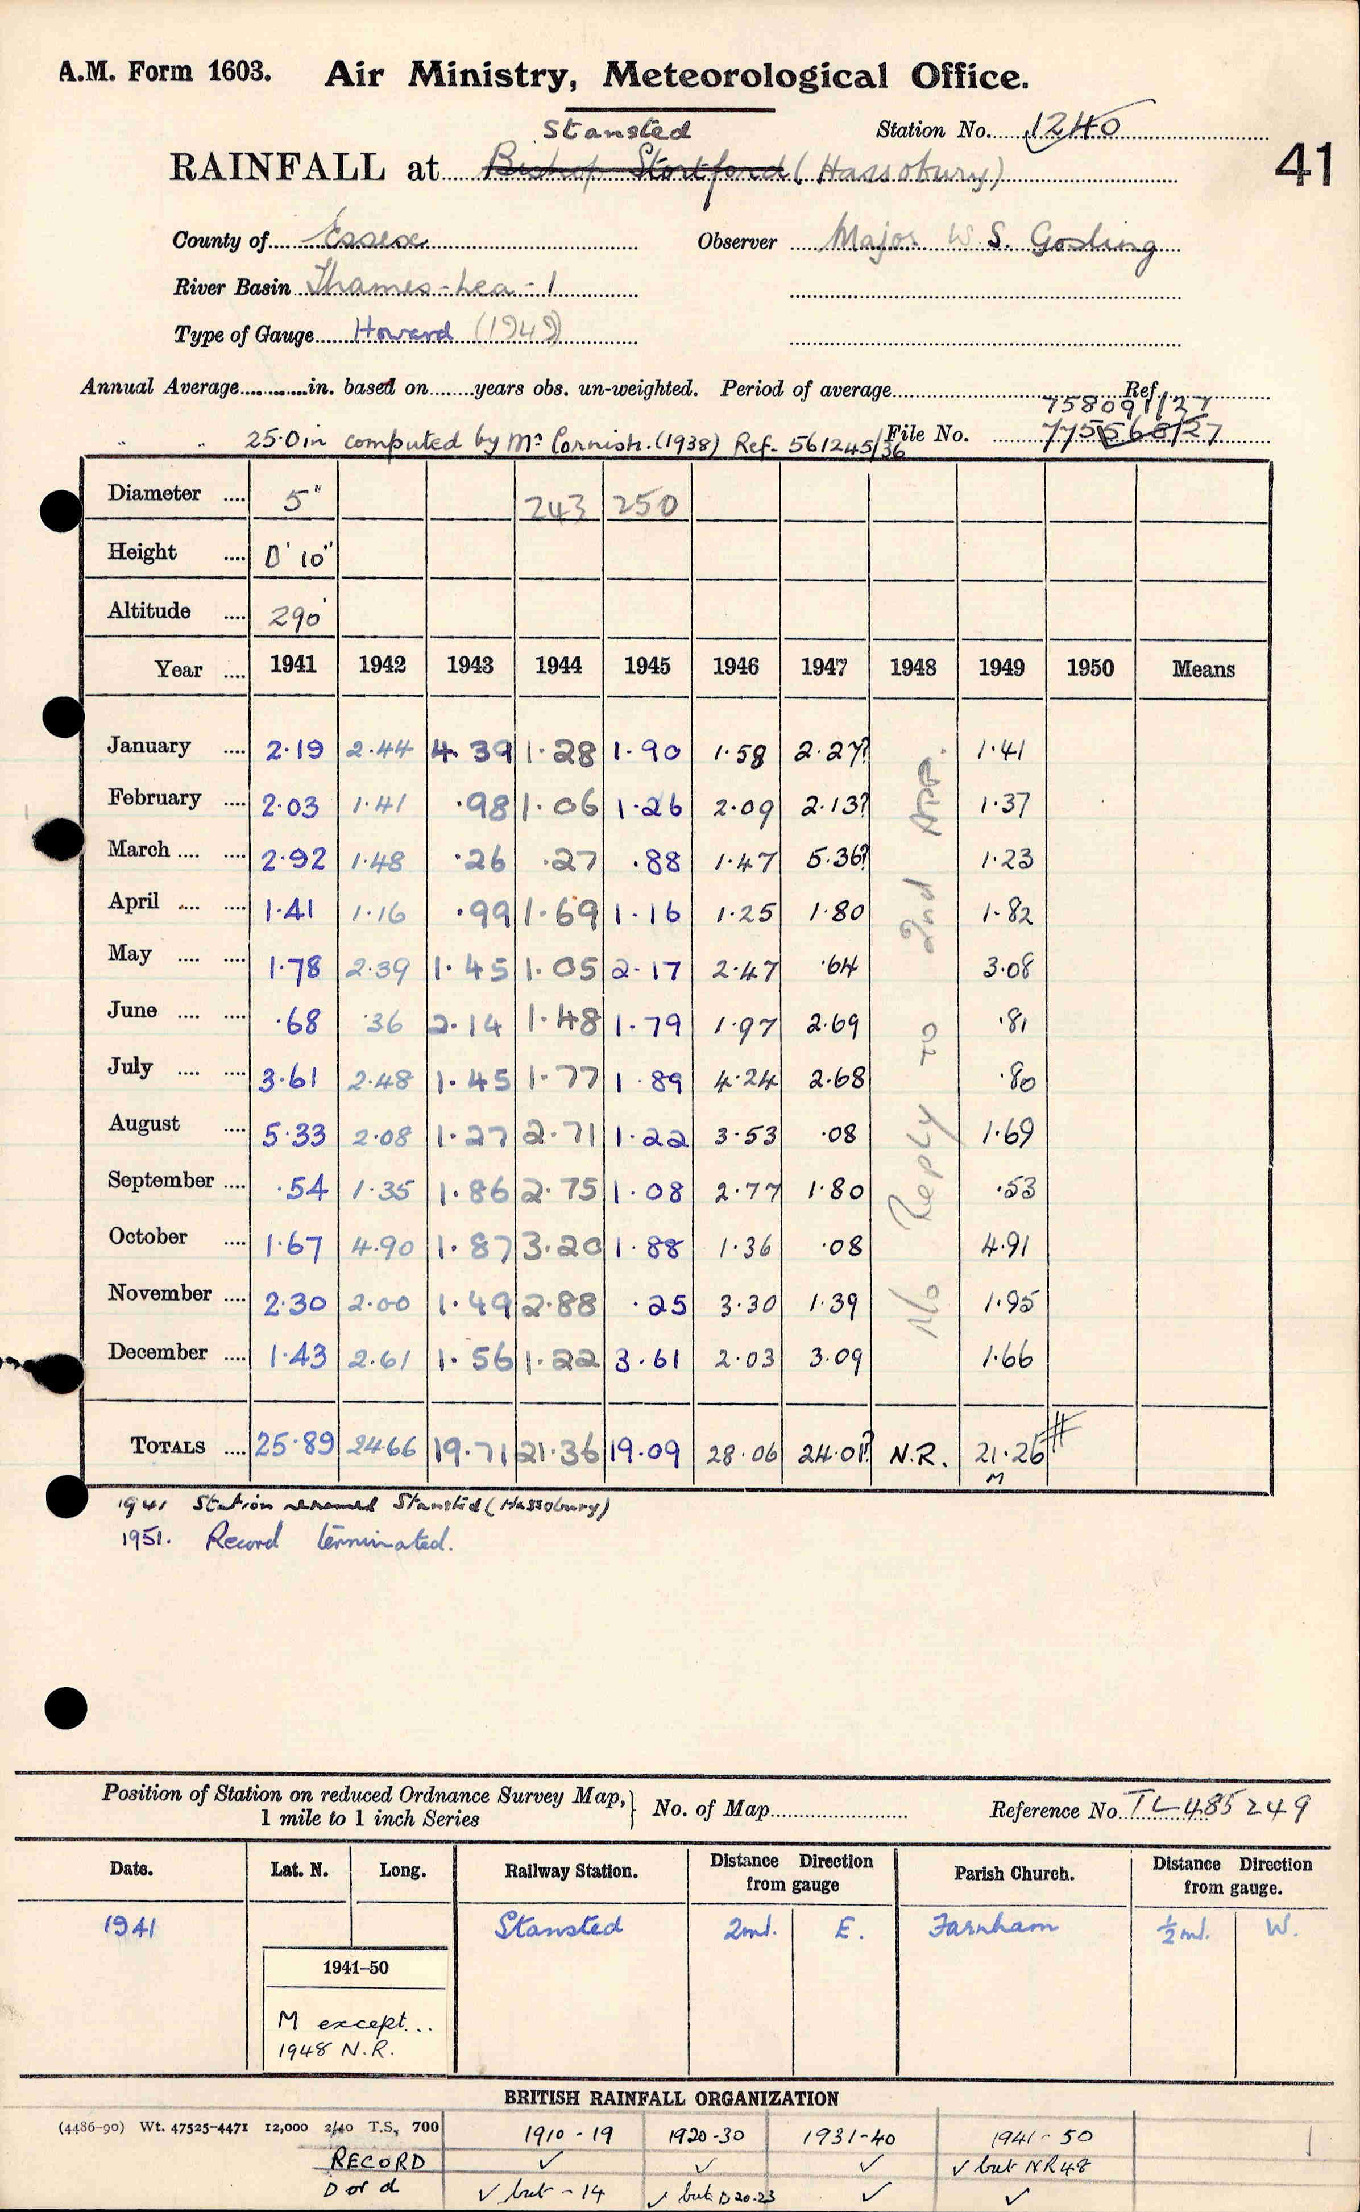 A.M. Form 1603. Air Ministry, Meteorological Office.
Stansted
Station No. 1240
RAINFALL at Bishop Stortford (Hassobury)
41
County of Essex Observer Major W. S. Gosling
River Basin Thames - Lea - 1
Type of Gauge Howard (1949)
Annual Average in. based on years obs. un-weighted. Period of average Ref
758091/27
" " 25.0 in computed by Mr Cornish. (1938) Ref. 561245/36 File No. 775568/27
Diameter .... 5" 243 250
Height .... 0' 10"
Altitude .... 290'
Year .... 1941 1942 1943 1944 1945 1946 1947 1948 1949 1950 Means
January .... 2.19 2.44 4.39 1.28 1.90 1.58 2.27? 1.41
February .... 2.03 1.41 .98 1.06 1.26 2.09 2.13? 1.37
March .... .... 2.92 1.48 .26 .27 .88 1.47 5.36? 1.23
April .... .... 1.41 1.16 .99 1.69 1.16 1.25 1.80 1.82
May .... .... 1.78 2.39 1.45 1.05 2.17 2.47 .64 3.08
June .... .... .68 .36 2.14 1.48 1.79 1.97 2.69 .81
July .... .... 3.61 2.48 1.45 1.77 1.89 4.24 2.68 .80
August .... 5.33 2.08 1.27 2.71 1.22 3.53 .08 1.69
September .... .54 1.35 1.86 2.75 1.08 2.77 1.80 .53
October .... 1.67 4.90 1.87 3.20 1.88 1.36 .08 4.91
November .... 2.30 2.00 1.49 2.88 .25 3.30 1.39 1.95
December .... 1.43 2.61 1.56 1.22 3.61 2.03 3.09 1.66
No Reply to 2nd App.
TOTALS .... 25.89 24.66 19.71 21.36 19.09 28.06 24.01? N.R. 21.26 #
M
1941 Station renamed Stansted (Hassobury)
1951. Record terminated.
Position of Station on reduced Ordnance Survey Map,
1 mile to 1 inch Series
No. of Map Reference No. TL 485249
Date. Lat. N. Long. Railway Station. Distance Direction from gauge Parish Church. Distance Direction from gauge.
1941 Stansted 2ml. E. Farnham ½ml. W.
1941-50
M except...
1948 N.R.
BRITISH RAINFALL ORGANIZATION
(4486-90) Wt. 47525-4471 12,000 2/40 T.S, 700 1910-19 1920-30 1931-40 1941-50
RECORD ✓ ✓ ✓ ✓ but NR 48
D or d ✓ but - 14 ✓ but D 20.23 ✓ ✓